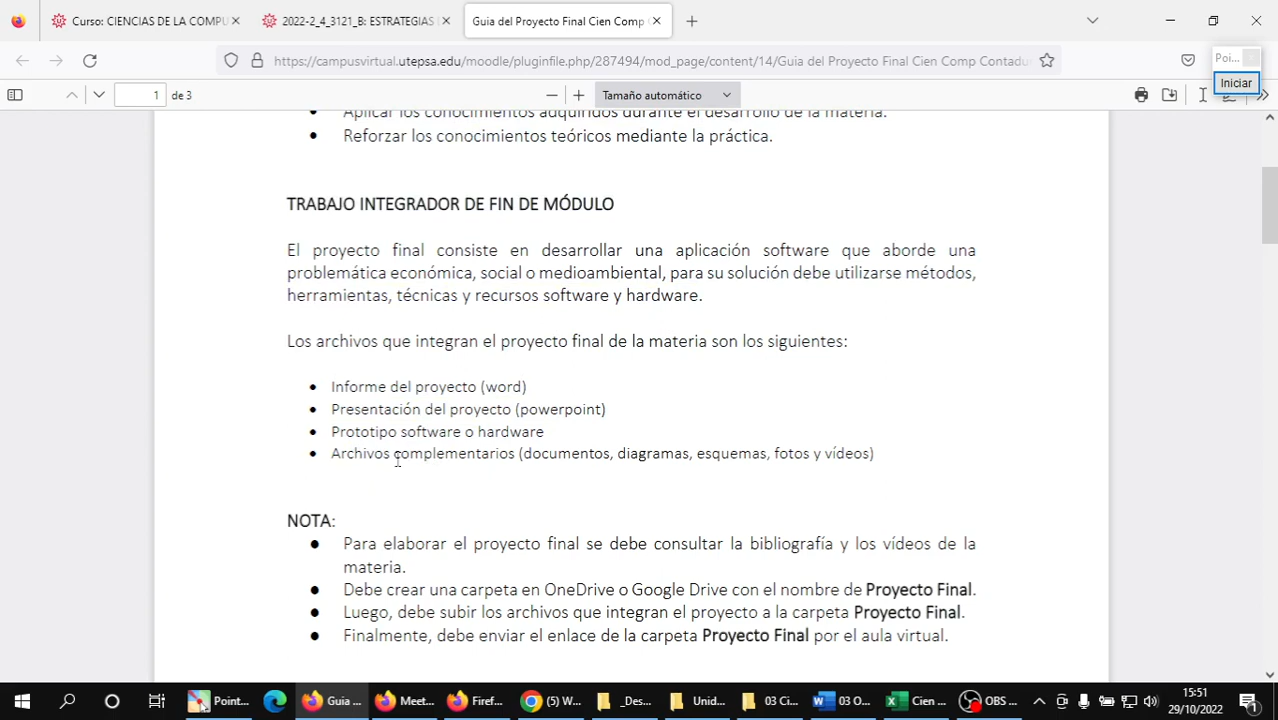 Curso: CIENCIAS DE LA COMPU
2022-2_4_3121_B: ESTRATEGIAS
Guia del Proyecto Final Cien Comp
https://campusvirtual.utepsa.edu/moodle/pluginfile.php/287494/mod_page/content/14/Guia del Proyecto Final Cien Comp Contadu
Poi...
Iniciar
1 de 3
Tamaño automático
Aplicar los conocimientos adquiridos durante el desarrollo de la materia.
Reforzar los conocimientos teóricos mediante la práctica.
TRABAJO INTEGRADOR DE FIN DE MÓDULO
El proyecto final consiste en desarrollar una aplicación software que aborde una
problemática económica, social o medioambiental, para su solución debe utilizarse métodos,
herramientas, técnicas y recursos software y hardware.
Los archivos que integran el proyecto final de la materia son los siguientes:
• Informe del proyecto (word)
• Presentación del proyecto (powerpoint)
• Prototipo software o hardware
• Archivos complementarios (documentos, diagramas, esquemas, fotos y vídeos)
NOTA:
● Para elaborar el proyecto final se debe consultar la bibliografía y los vídeos de la
materia.
● Debe crear una carpeta en OneDrive o Google Drive con el nombre de Proyecto Final.
● Luego, debe subir los archivos que integran el proyecto a la carpeta Proyecto Final.
● Finalmente, debe enviar el enlace de la carpeta Proyecto Final por el aula virtual.
Point... Guia ... Meet... Firef... (5) W... _Des... Unid... 03 Ci... 03 O... Cien ... OBS ...
15:51
29/10/2022
1